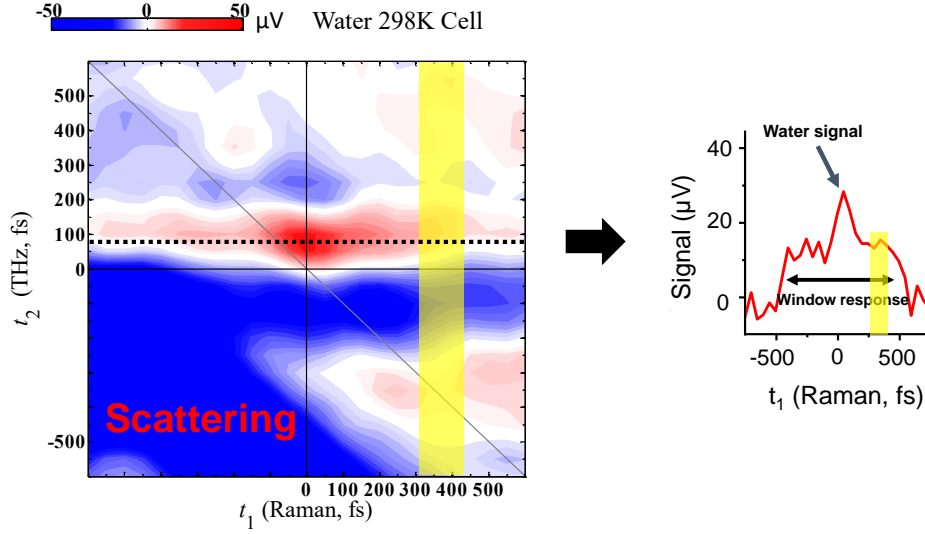 -50 0 50 μV Water 298K Cell
t2 (THz, fs)
500
400
300
200
100
0
-500
Scattering
0 100 200 300 400 500
t1 (Raman, fs)
Water signal
Signal (μV)
40
20
0
Window response
-500 0 500
t1 (Raman, fs)